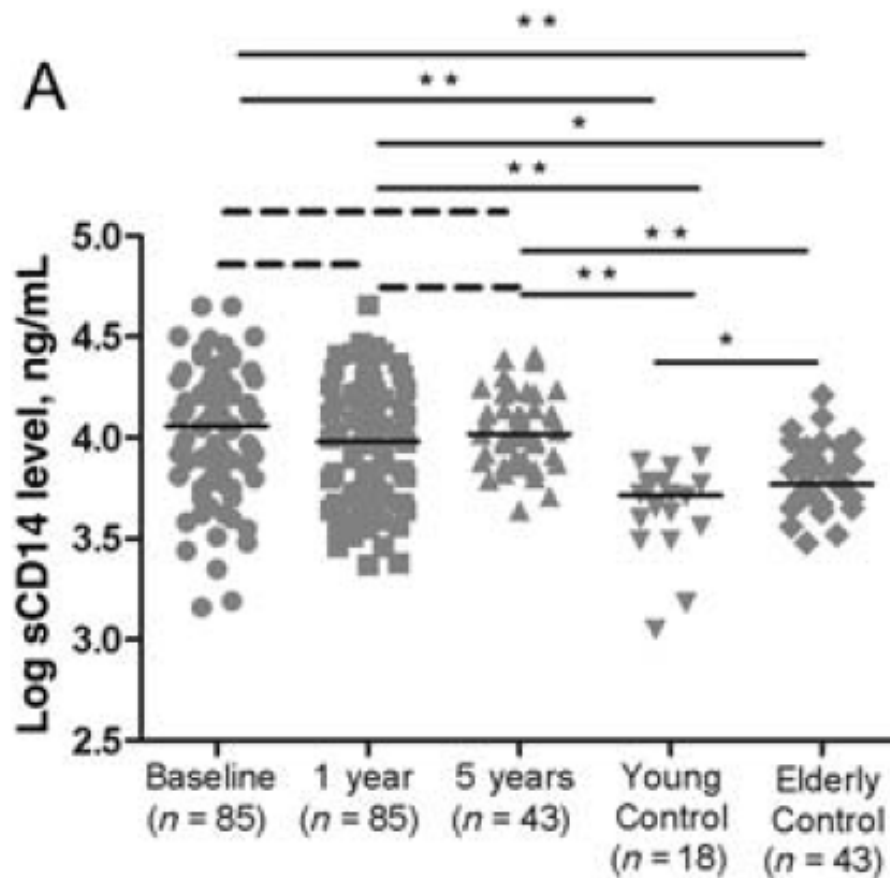 A
**
**
*
**
**
**
*
Log sCD14 level, ng/mL
5.0
4.5
4.0
3.5
3.0
2.5
Baseline
(n = 85)
1 year
(n = 85)
5 years
(n = 43)
Young
Control
(n = 18)
Elderly
Control
(n = 43)